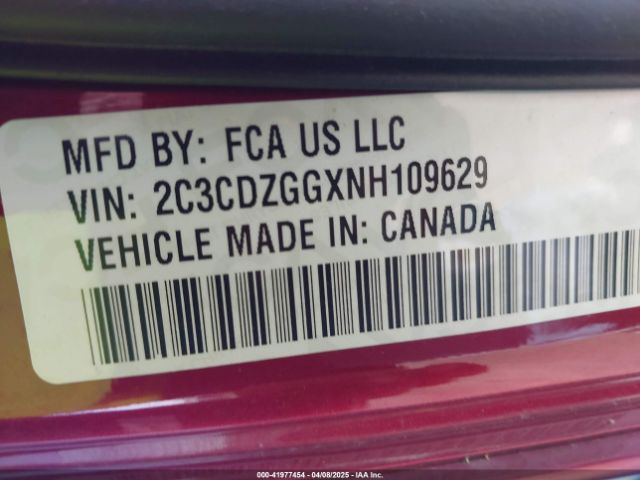 MFD BY: FCA US LLC
VIN: 2C3CDZGGXNH109629
VEHICLE MADE IN: CANADA
000-41977454 - 04/08/2025 - IAA Inc.